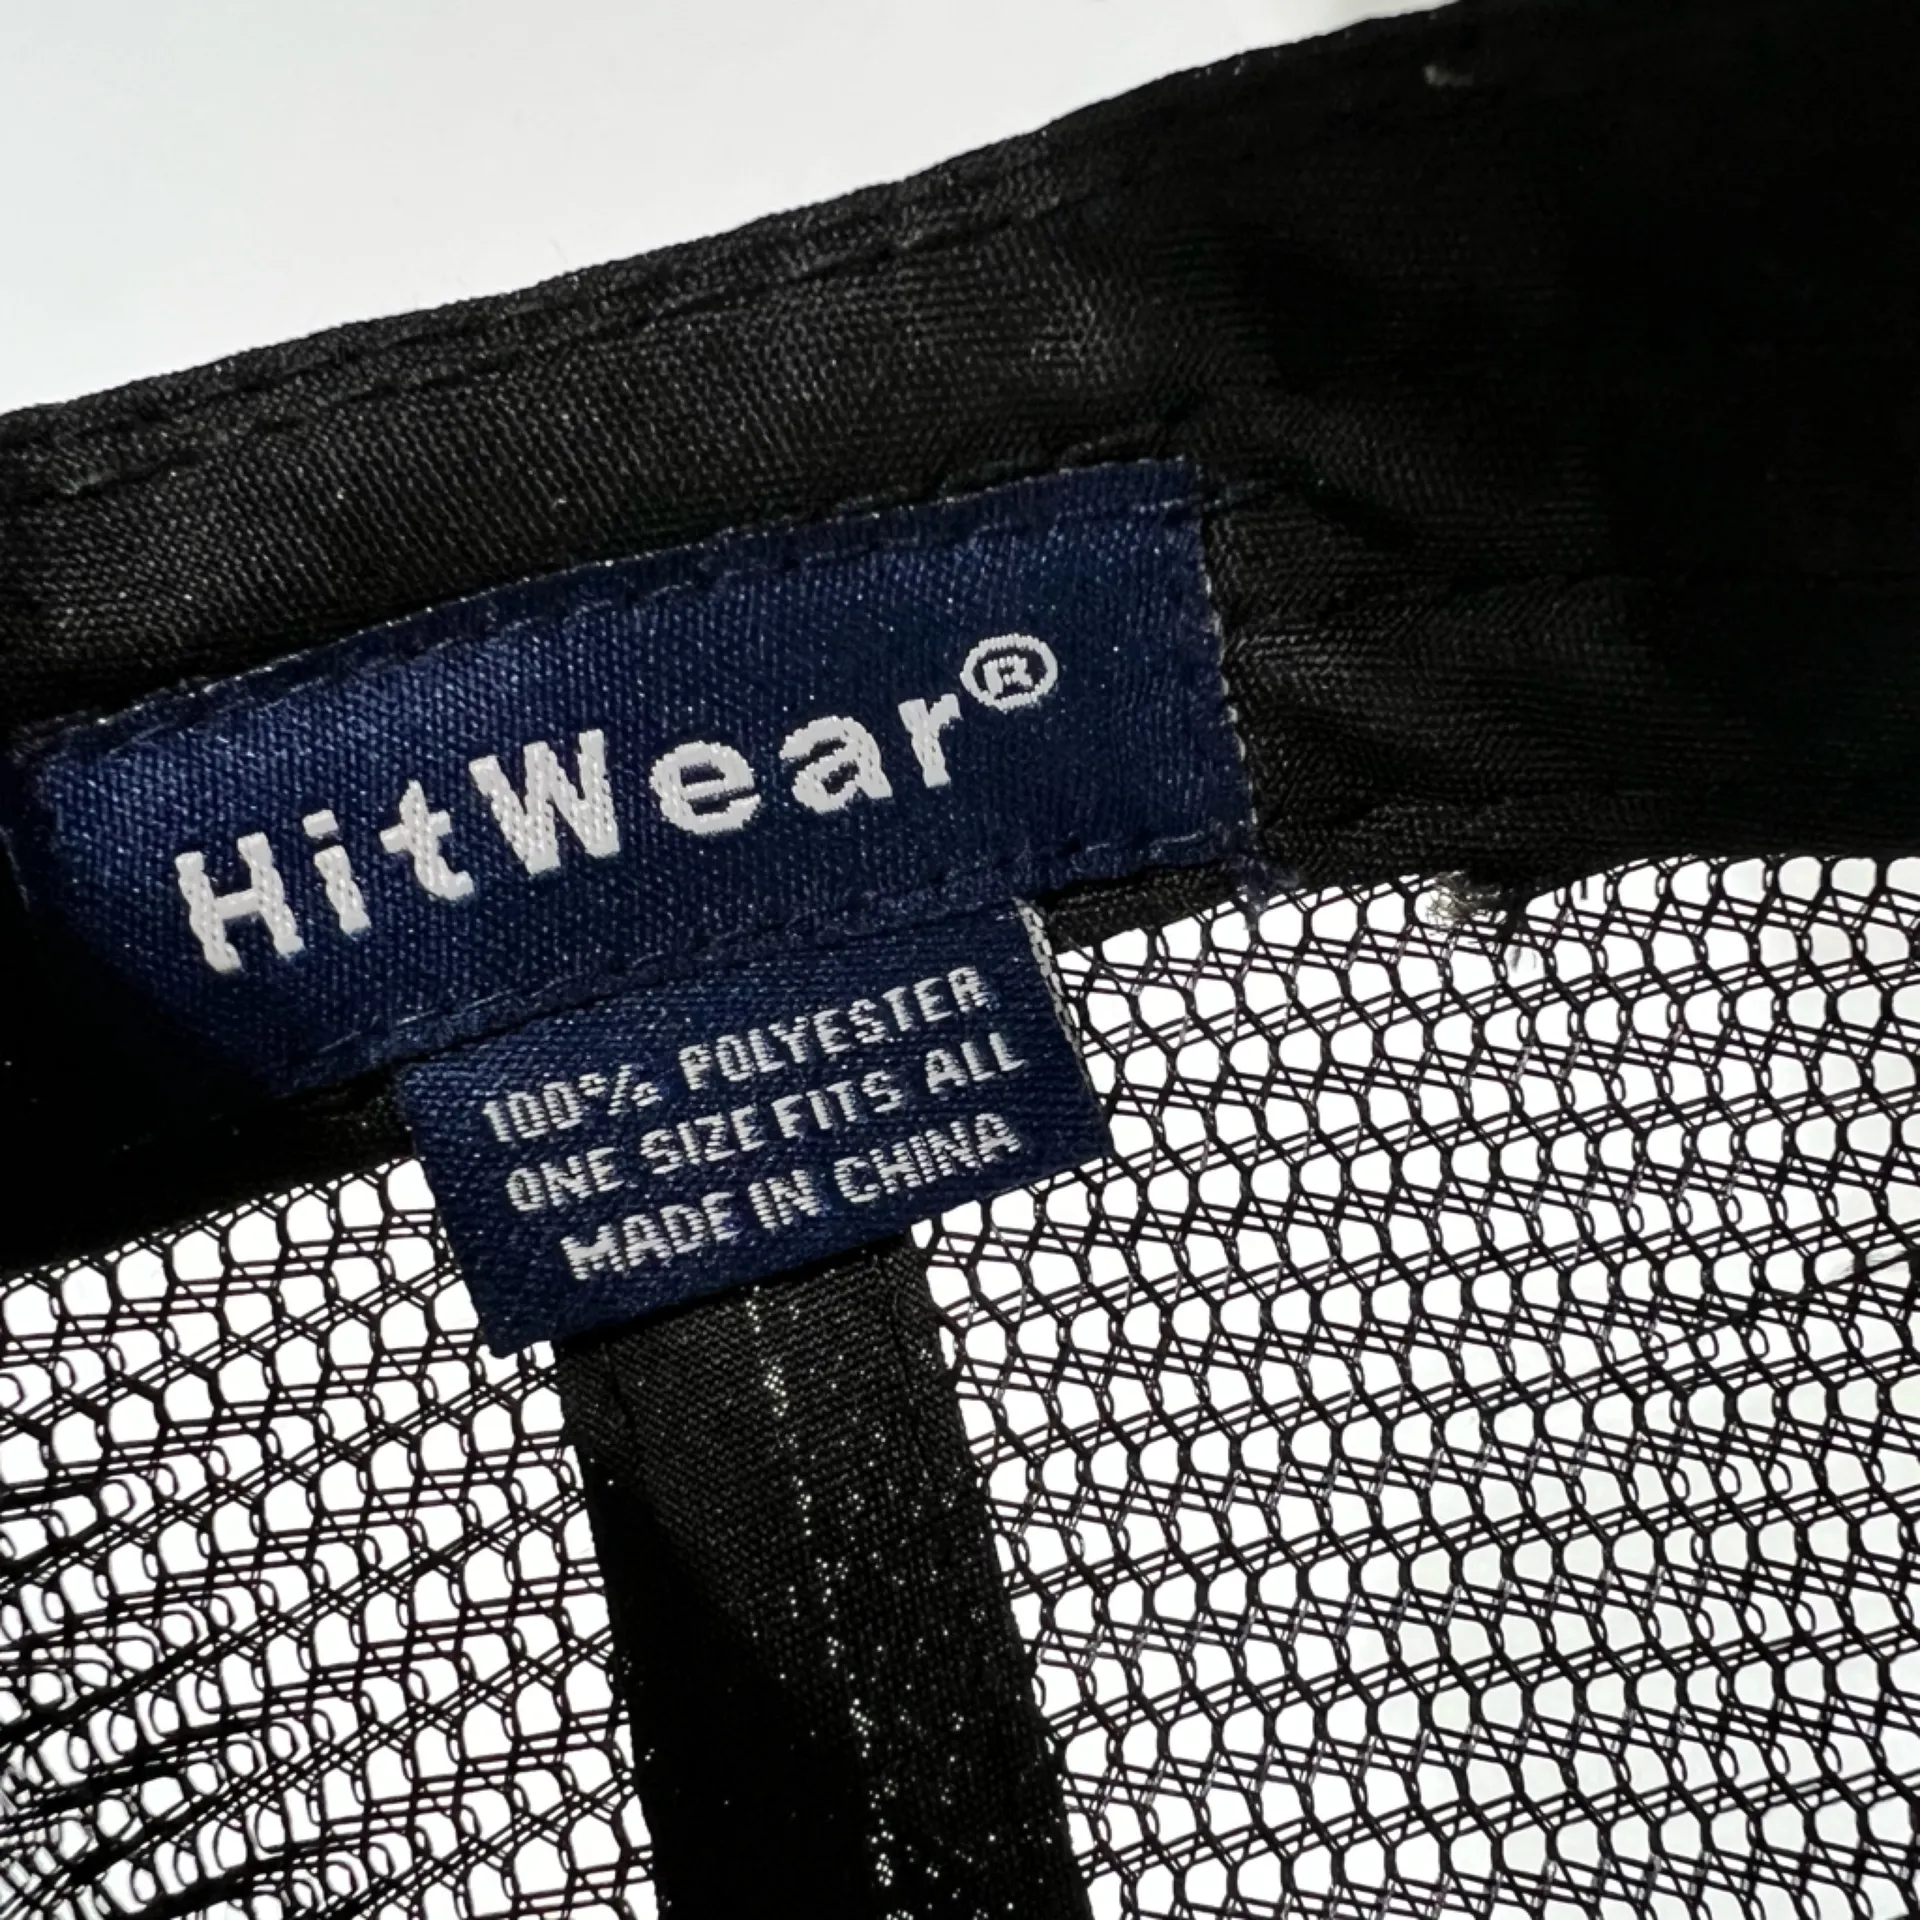 HitWear®
100% POLYESTER
ONE SIZE FITS ALL
MADE IN CHINA